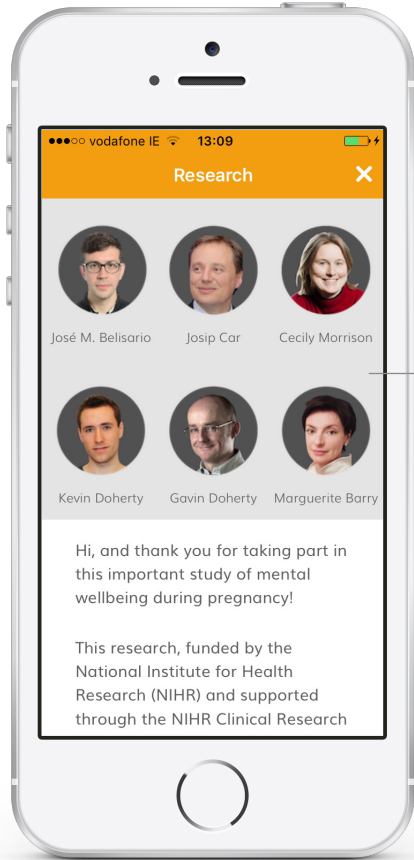 vodafone IE 13:09
Research
José M. Belisario Josip Car Cecily Morrison
Kevin Doherty Gavin Doherty Marguerite Barry
Hi, and thank you for taking part in
this important study of mental
wellbeing during pregnancy!
This research, funded by the
National Institute for Health
Research (NIHR) and supported
through the NIHR Clinical Research